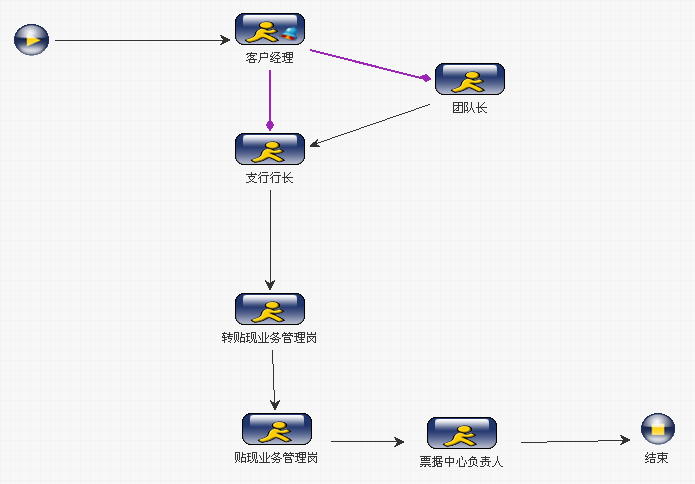 客户经理
团队长
支行行长
转贴现业务管理岗
贴现业务管理岗
票据中心负责人
结束